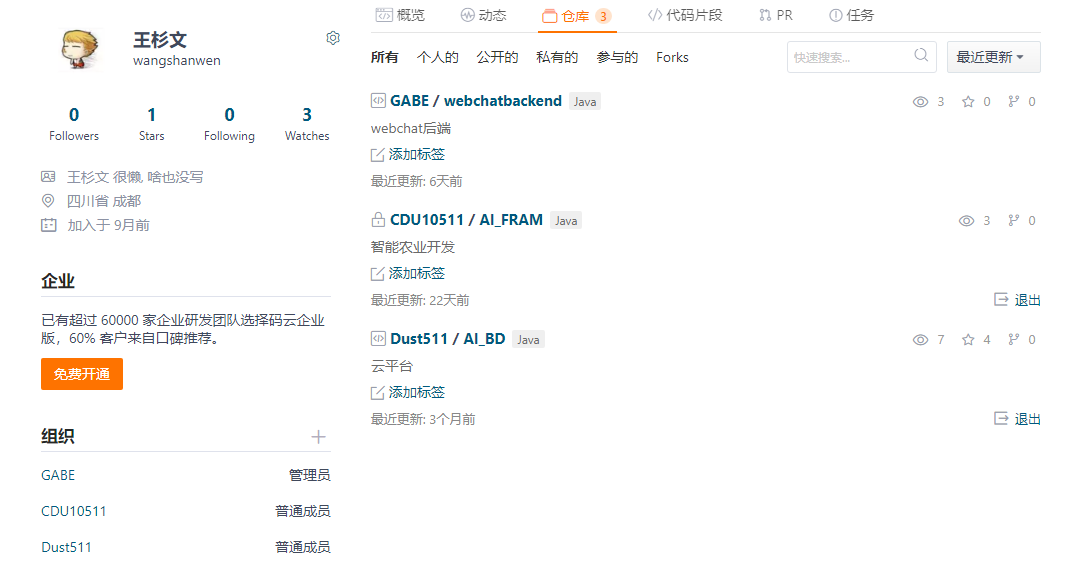 王杉文
wangshanwen
0 1 0 3
Followers Stars Following Watches
王杉文 很懒, 啥也没写
四川省 成都
加入于 9月前
企业
已有超过 60000 家企业研发团队选择码云企业
版，60% 客户来自口碑推荐。
免费开通
组织
GABE 管理员
CDU10511 普通成员
Dust511 普通成员
概览 动态 仓库 3 代码片段 PR 任务
所有 个人的 公开的 私有的 参与的 Forks 快速搜索... 最近更新
GABE / webchatbackend Java 3 0 0
webchat后端
添加标签
最近更新: 6天前
CDU10511 / AI_FRAM Java 3 0
智能农业开发
添加标签
最近更新: 22天前 退出
Dust511 / AI_BD Java 7 4 0
云平台
添加标签
最近更新: 3个月前 退出